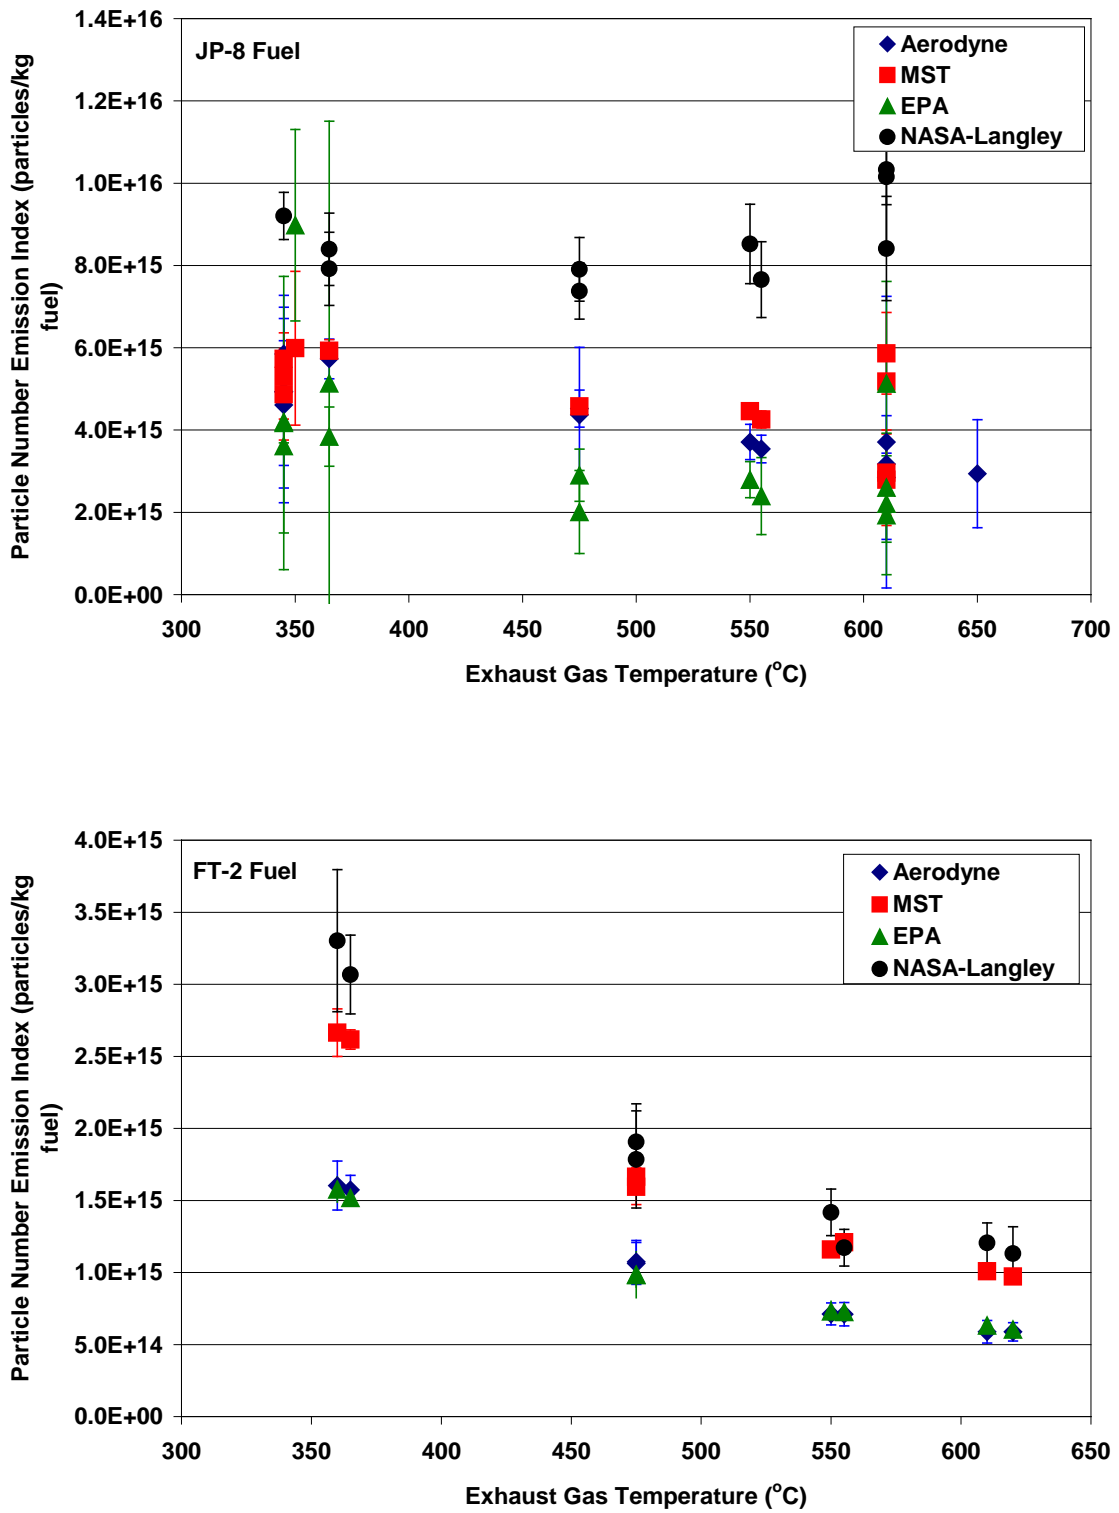 Particle Number Emission Index (particles/kg
fuel)
1.4E+16
1.2E+16
1.0E+16
8.0E+15
6.0E+15
4.0E+15
2.0E+15
0.0E+00
JP-8 Fuel
Aerodyne
MST
EPA
NASA-Langley
300 350 400 450 500 550 600 650 700
Exhaust Gas Temperature (°C)
Particle Number Emission Index (particles/kg
fuel)
4.0E+15
3.5E+15
3.0E+15
2.5E+15
2.0E+15
1.5E+15
1.0E+15
5.0E+14
0.0E+00
FT-2 Fuel
Aerodyne
MST
EPA
NASA-Langley
300 350 400 450 500 550 600 650
Exhaust Gas Temperature (°C)